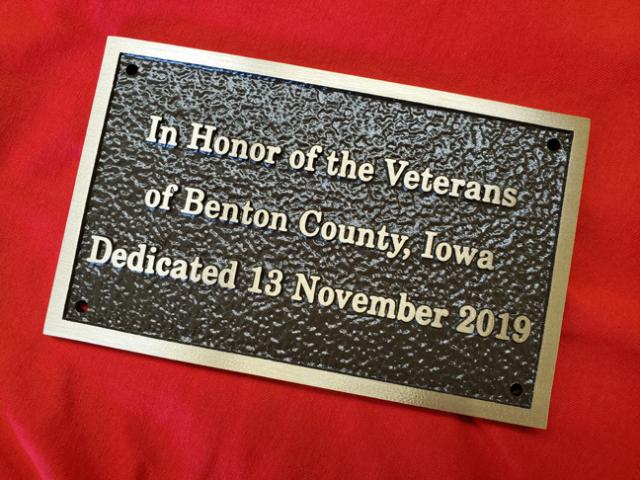 In Honor of the Veterans
of Benton County, Iowa
Dedicated 13 November 2019